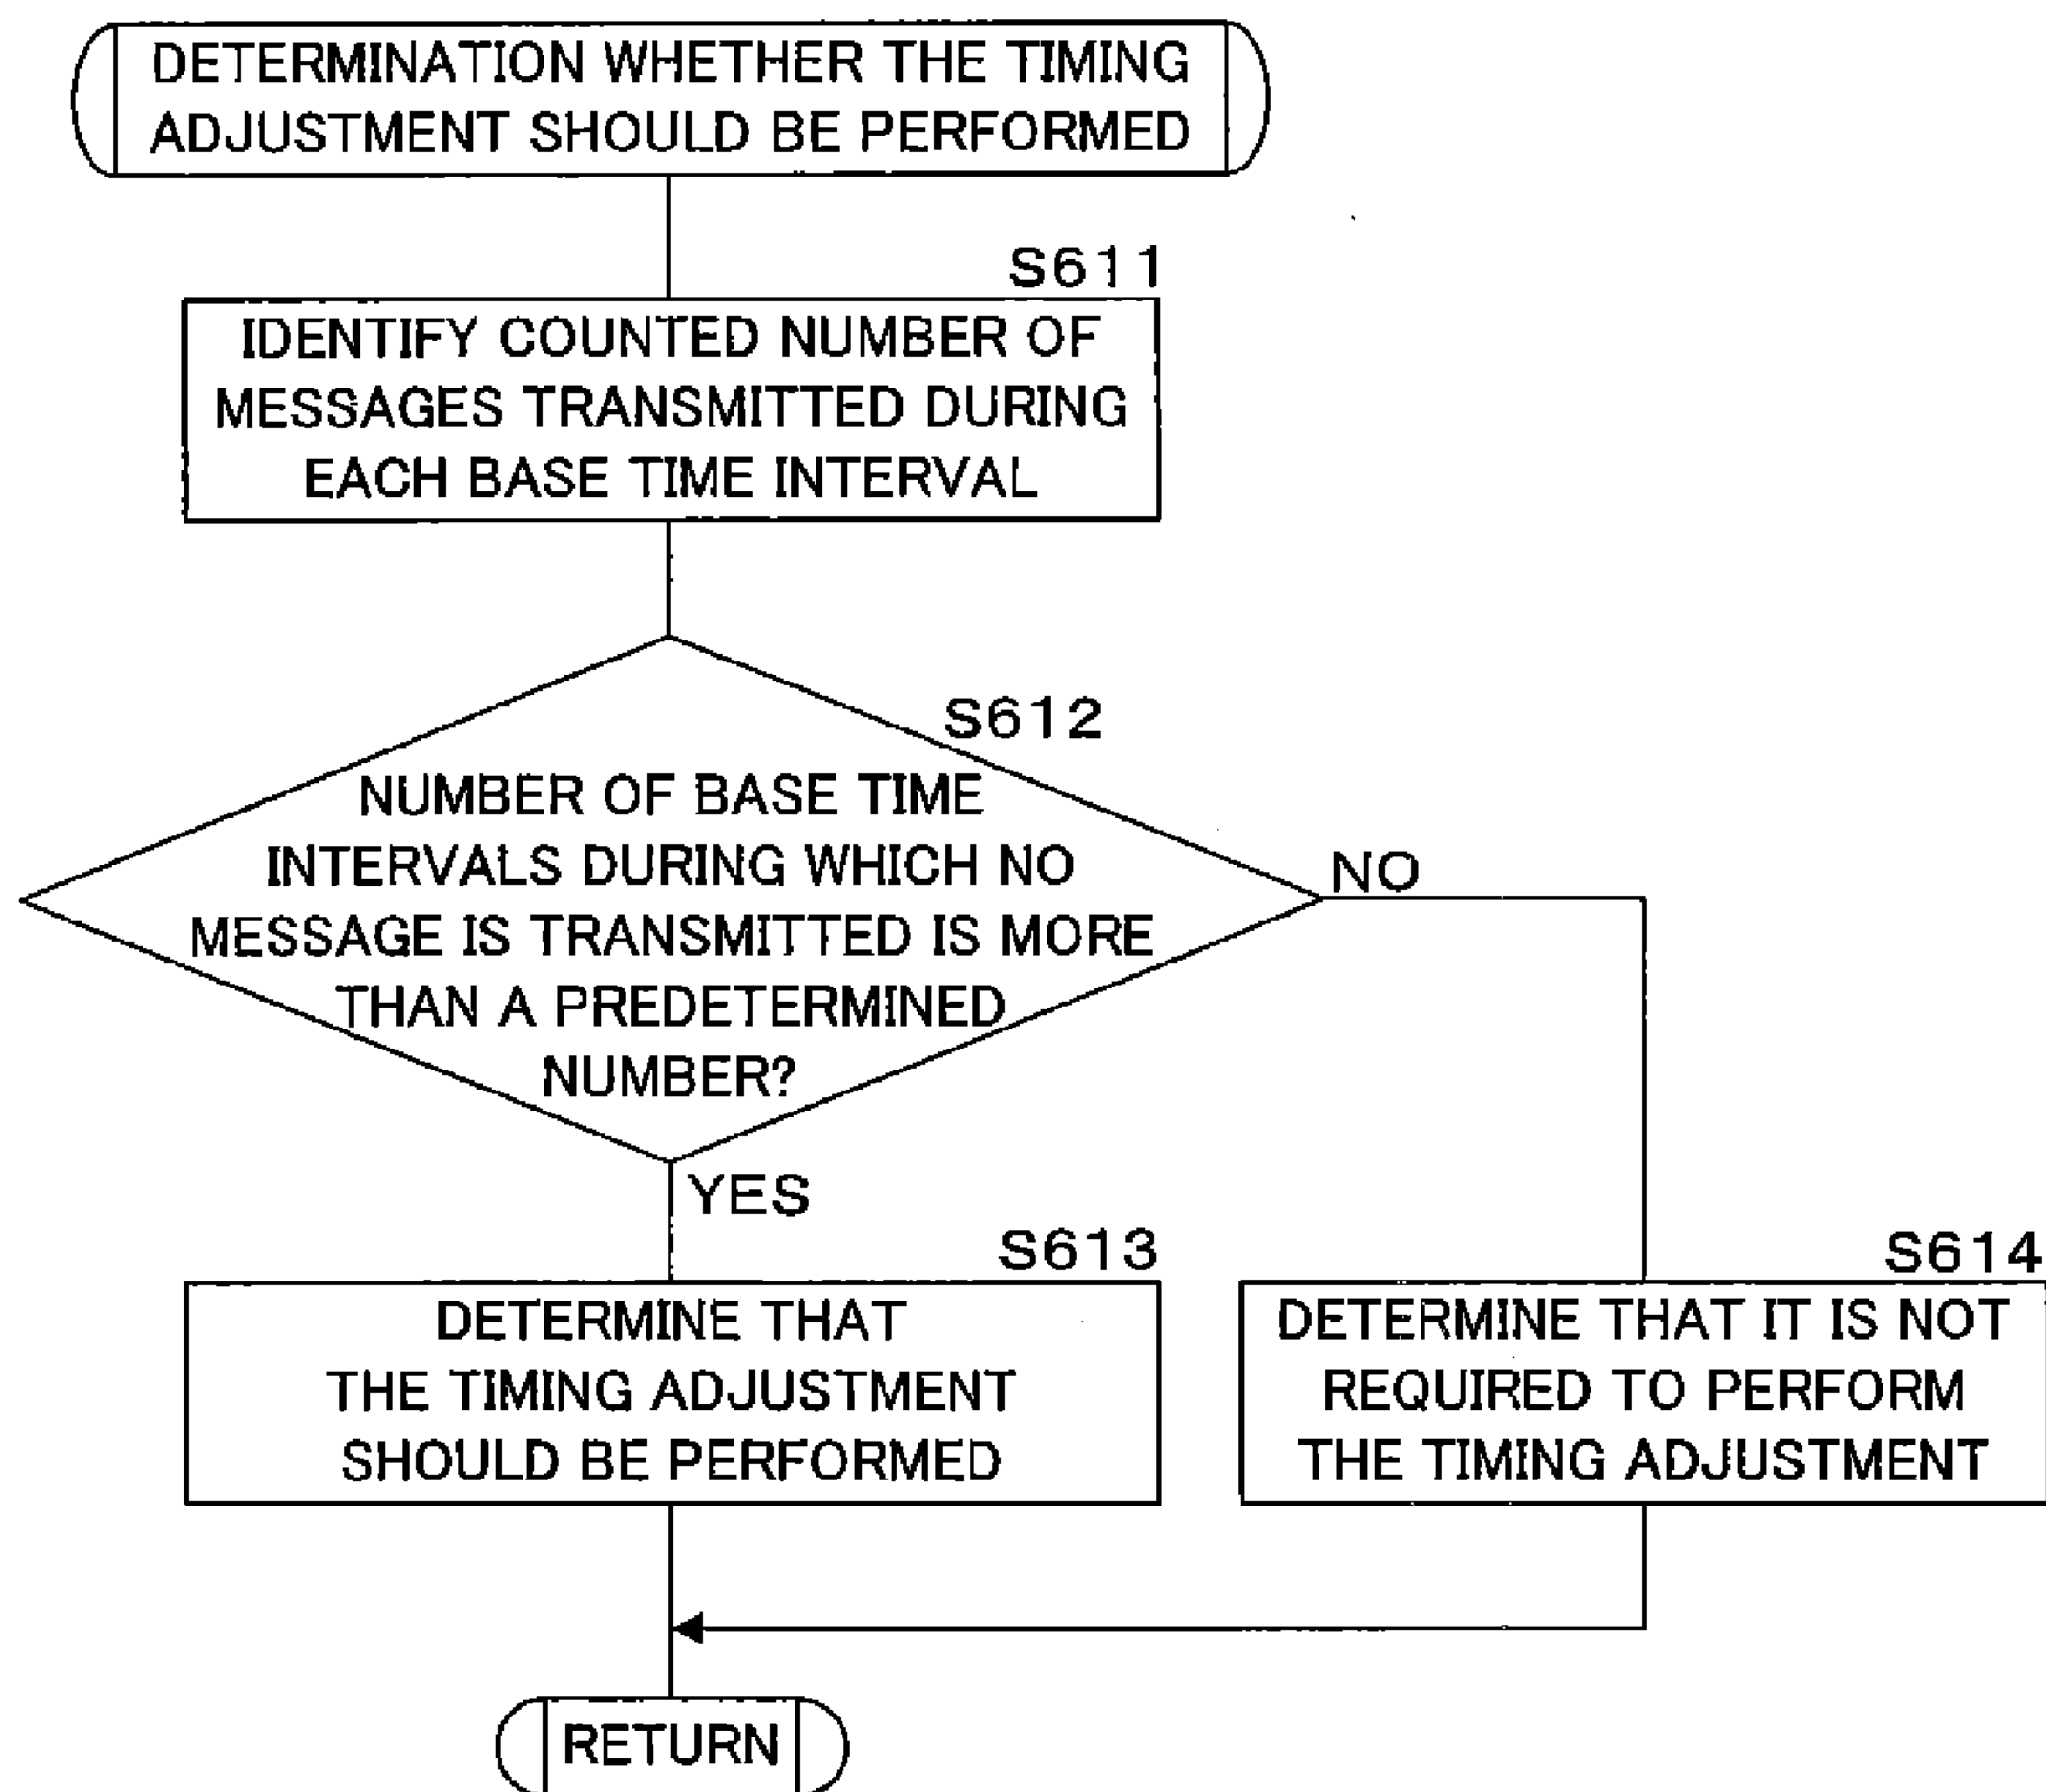 DETERMINATION WHETHER THE TIMING
ADJUSTMENT SHOULD BE PERFORMED
S611
IDENTIFY COUNTED NUMBER OF
MESSAGES TRANSMITTED DURING
EACH BASE TIME INTERVAL
S612
NUMBER OF BASE TIME
INTERVALS DURING WHICH NO
MESSAGE IS TRANSMITTED IS MORE
THAN A PREDETERMINED
NUMBER?
NO
YES
S613
DETERMINE THAT
THE TIMING ADJUSTMENT
SHOULD BE PERFORMED
S614
DETERMINE THAT IT IS NOT
REQUIRED TO PERFORM
THE TIMING ADJUSTMENT
RETURN